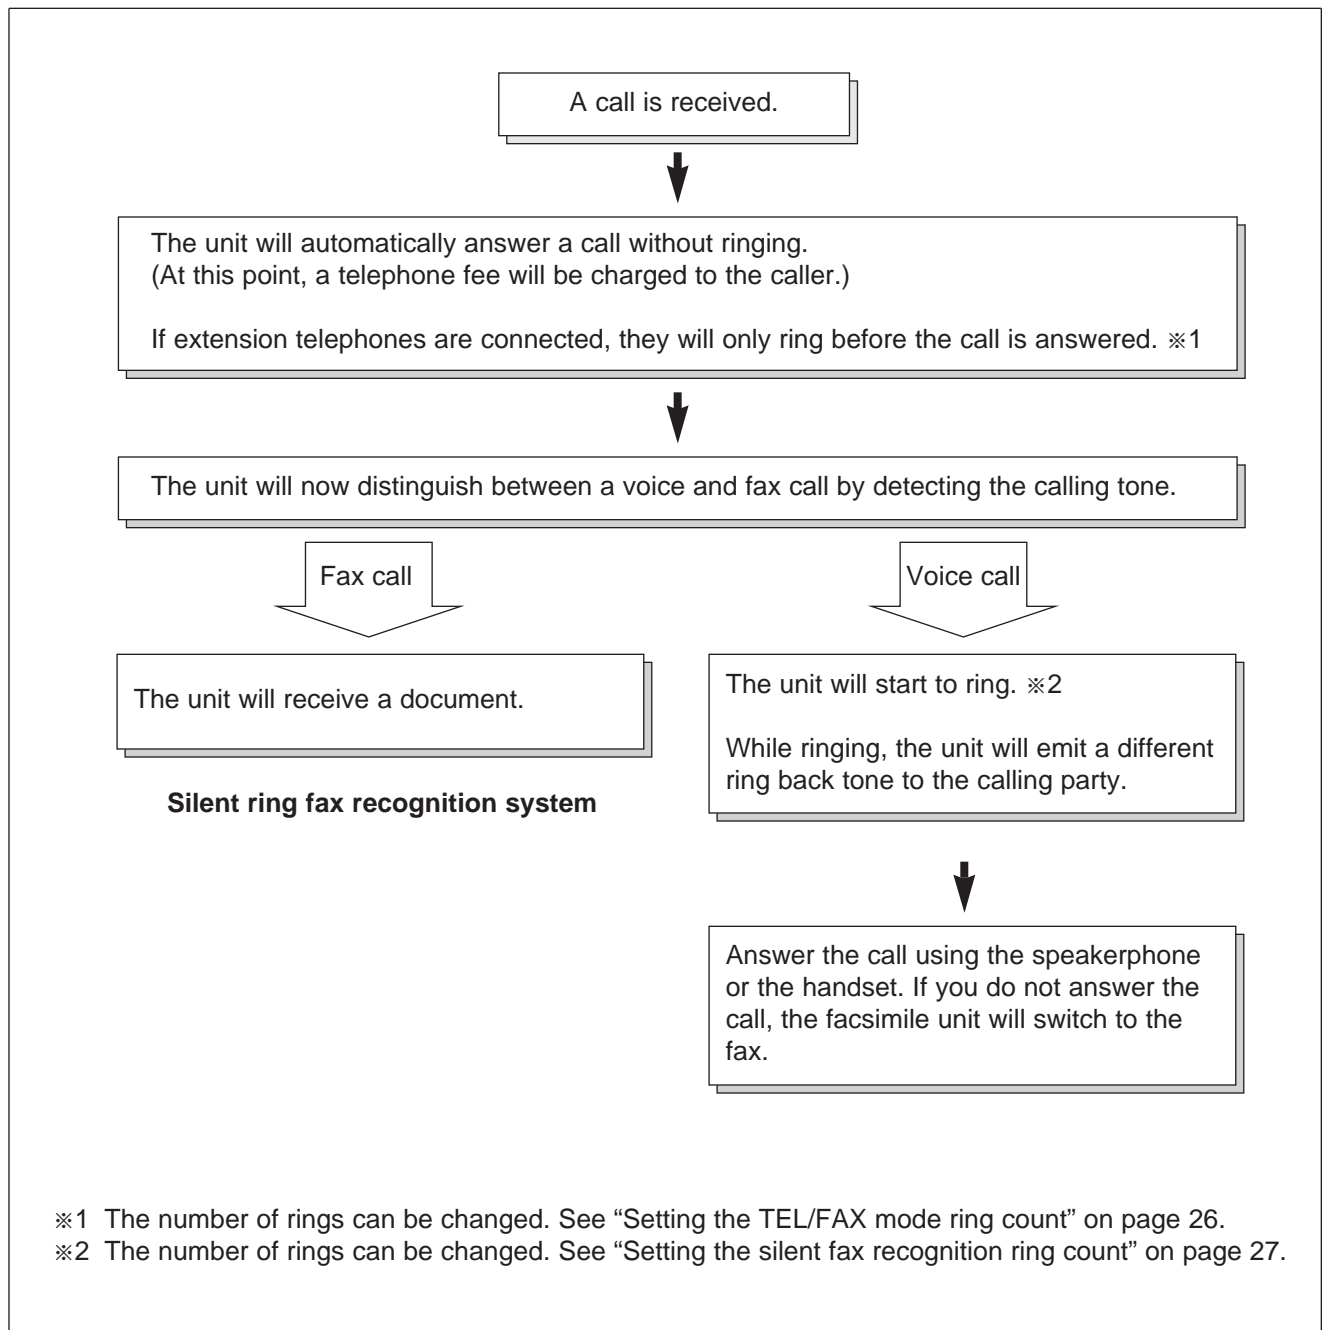 A call is received.
The unit will automatically answer a call without ringing.
(At this point, a telephone fee will be charged to the caller.)
If extension telephones are connected, they will only ring before the call is answered. ※1
The unit will now distinguish between a voice and fax call by detecting the calling tone.
Fax call
Voice call
The unit will receive a document.
Silent ring fax recognition system
The unit will start to ring. ※2
While ringing, the unit will emit a different
ring back tone to the calling party.
Answer the call using the speakerphone
or the handset. If you do not answer the
call, the facsimile unit will switch to the
fax.
※1 The number of rings can be changed. See “Setting the TEL/FAX mode ring count” on page 26.
※2 The number of rings can be changed. See “Setting the silent fax recognition ring count” on page 27.